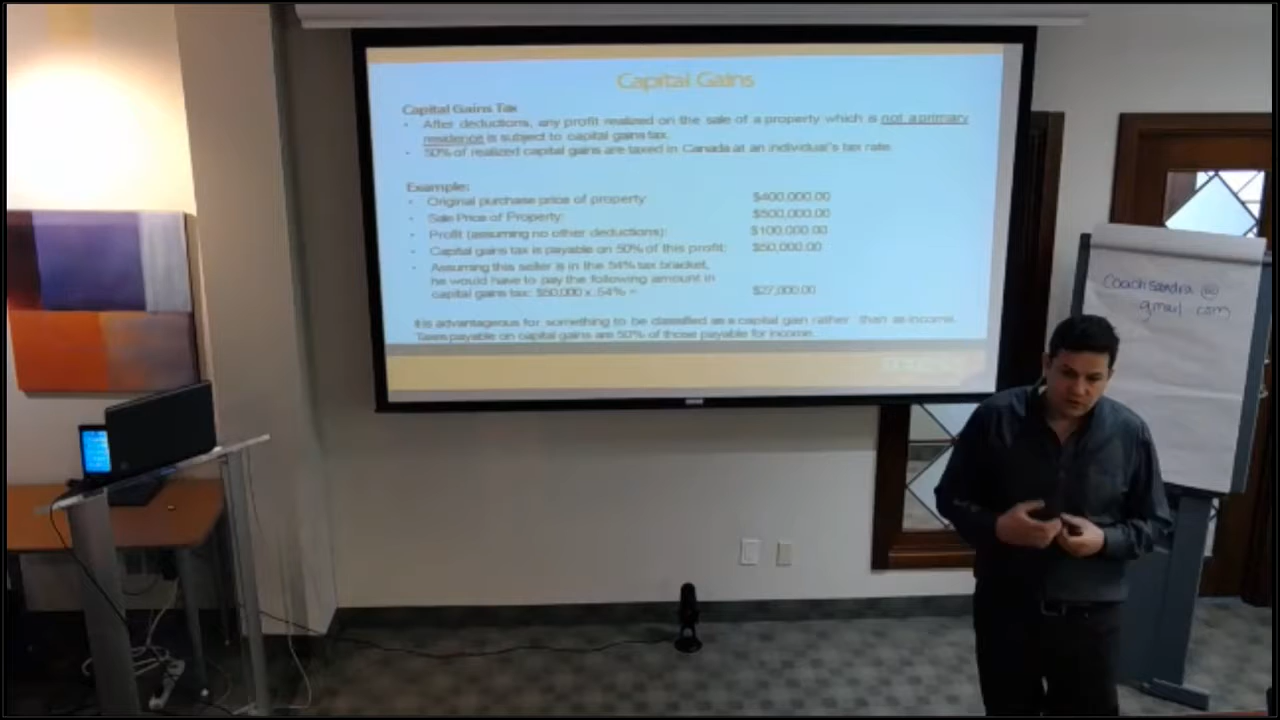 Capital Gains
Capital Gains Tax
• After deductions, any profit realized on the sale of a property which is not a primary
residence is subject to capital gains tax.
• 50% of realized capital gains are taxed in Canada at an individual's tax rate.
Example:
• Original purchase price of property: $400,000.00
• Sale Price of Property: $500,000.00
• Profit (assuming no other deductions): $100,000.00
• Capital gains tax is payable on 50% of this profit: $50,000.00
• Assuming this seller is in the 54% tax bracket,
he would have to pay the following amount in
capital gains tax: $50,000 x .54% = $27,000.00
It is advantageous for something to be classified as a capital gain rather than as income.
Taxes payable on capital gains are 50% of those payable for income.
Coachsandra@
gmail.com